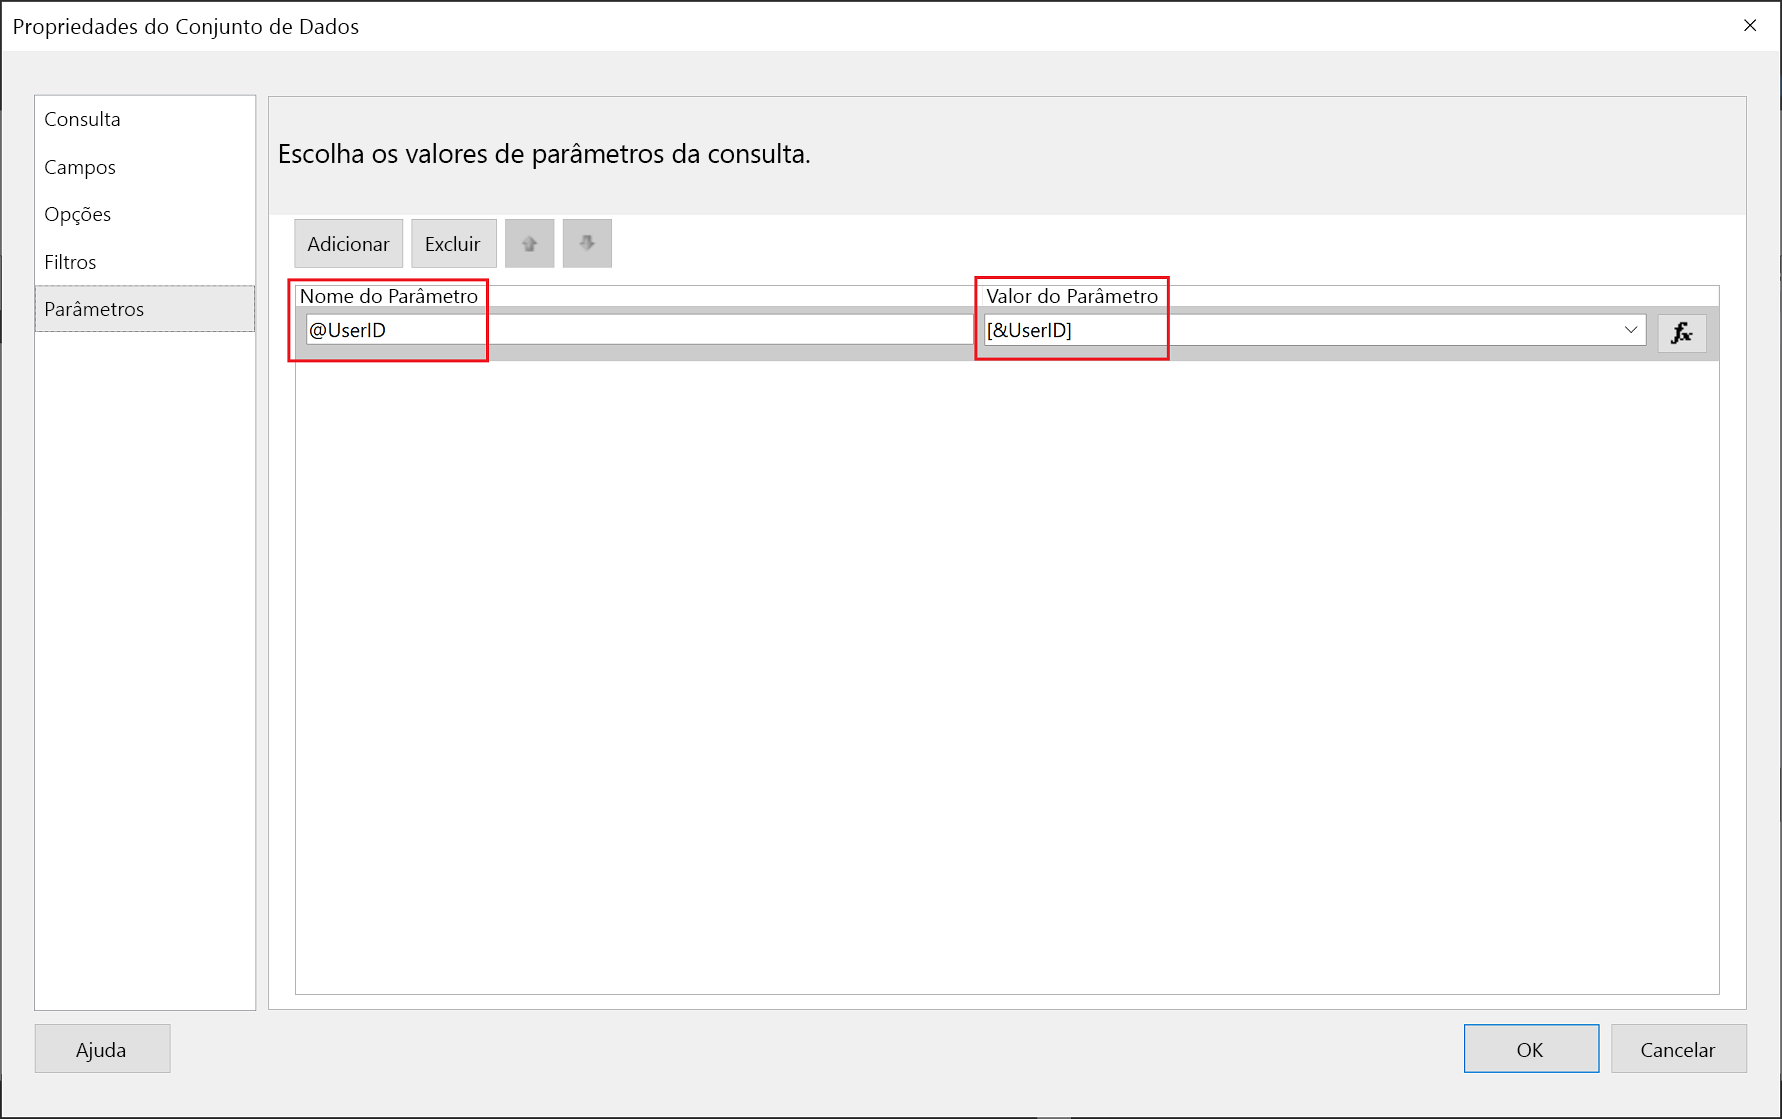 Propriedades do Conjunto de Dados
Consulta
Campos
Opções
Filtros
Parâmetros
Escolha os valores de parâmetros da consulta.
Adicionar
Excluir
Nome do Parâmetro
Valor do Parâmetro
@UserID
[&UserID]
fx
Ajuda
OK
Cancelar